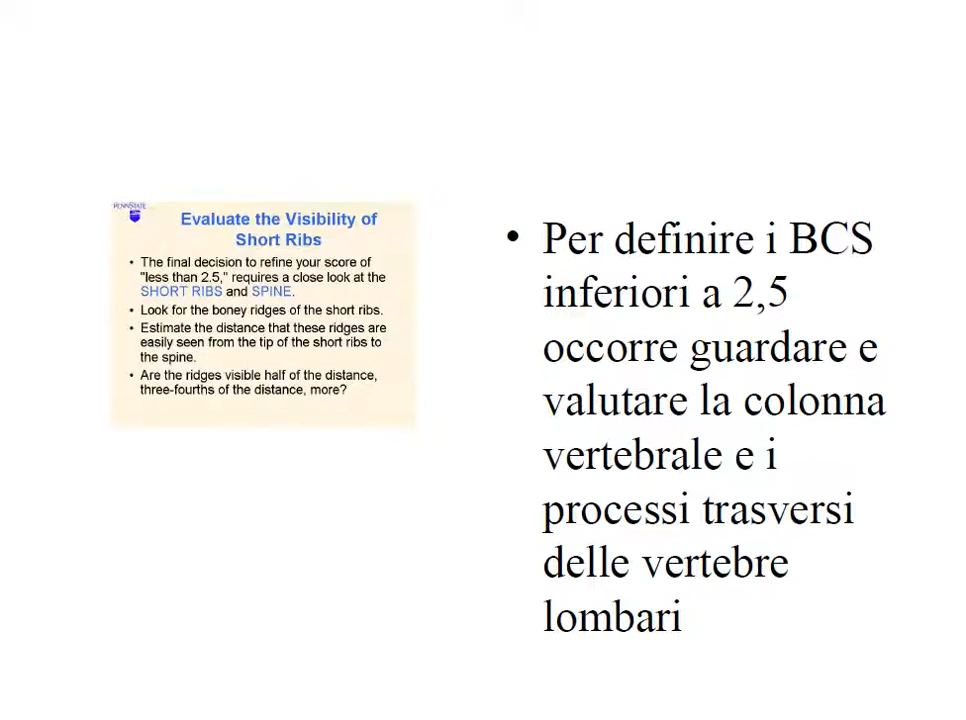 PENNSTATE
Evaluate the Visibility of
Short Ribs
• The final decision to refine your score of
"less than 2.5," requires a close look at the
SHORT RIBS and SPINE.
• Look for the boney ridges of the short ribs.
• Estimate the distance that these ridges are
easily seen from the tip of the short ribs to
the spine.
• Are the ridges visible half of the distance,
three-fourths of the distance, more?
• Per definire i BCS
inferiori a 2,5
occorre guardare e
valutare la colonna
vertebrale e i
processi trasversi
delle vertebre
lombari